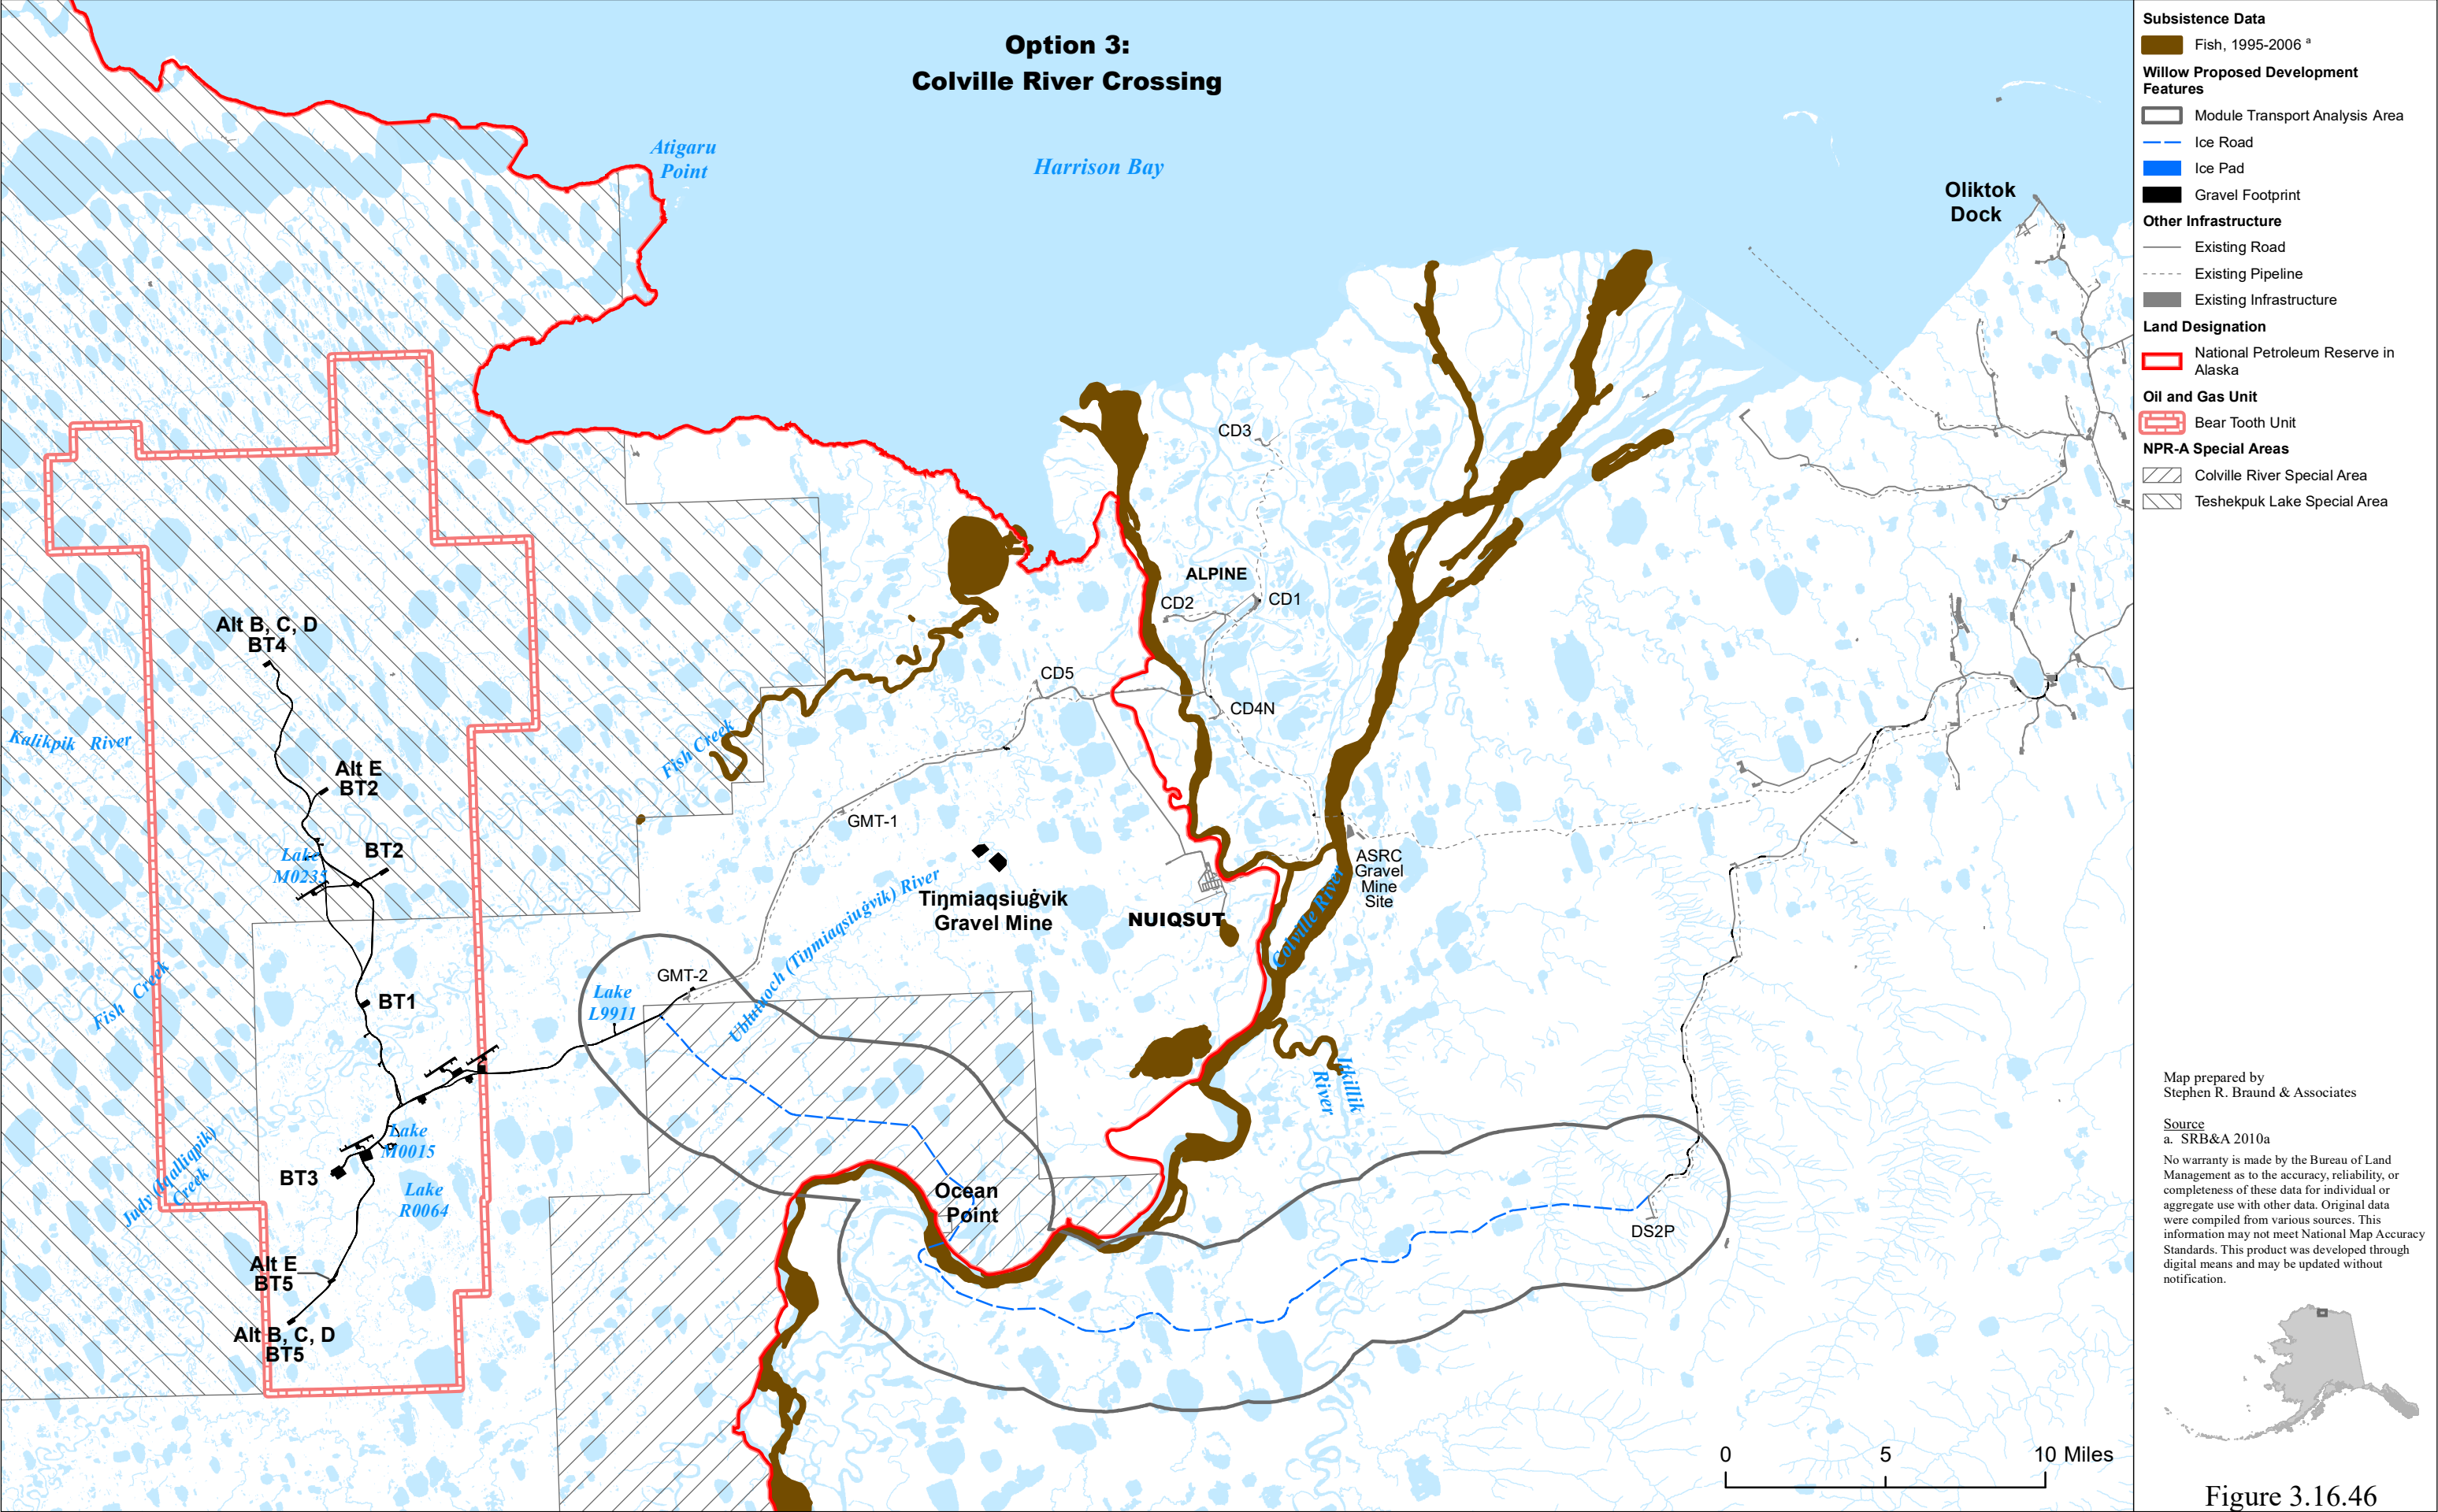 Option 3:
Colville River Crossing
Atigaru
Point
Harrison Bay
Oliktok
Dock
CD3
ALPINE
CD2
CD1
CD5
CD4N
Alt B, C, D
BT4
Kalikpik River
Fish Creek
Alt E
BT2
GMT-1
Lake
M0235
BT2
Tiŋmiaqsiuġvik
Gravel Mine
Ublutuoch (Tiŋmiaqsiuġvik) River
NUIQSUT
ASRC
Gravel
Mine
Site
Colville River
GMT-2
Lake
L9911
Fish Creek
BT1
Itkillik
River
Lake
M0015
Judy (Iqalliqpik)
Creek
BT3
Lake
R0064
Ocean
Point
DS2P
Alt E
BT5
Alt B, C, D
BT5
0 5 10 Miles
Subsistence Data
Fish, 1995-2006 ª
Willow Proposed Development
Features
Module Transport Analysis Area
Ice Road
Ice Pad
Gravel Footprint
Other Infrastructure
Existing Road
Existing Pipeline
Existing Infrastructure
Land Designation
National Petroleum Reserve in
Alaska
Oil and Gas Unit
Bear Tooth Unit
NPR-A Special Areas
Colville River Special Area
Teshekpuk Lake Special Area
Map prepared by
Stephen R. Braund & Associates
Source
a. SRB&A 2010a
No warranty is made by the Bureau of Land
Management as to the accuracy, reliability, or
completeness of these data for individual or
aggregate use with other data. Original data
were compiled from various sources. This
information may not meet National Map Accuracy
Standards. This product was developed through
digital means and may be updated without
notification.
Figure 3.16.46